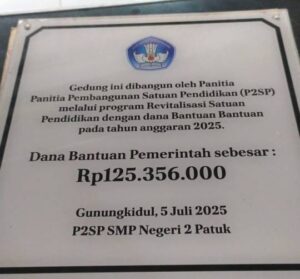 Gedung ini dibangun oleh Panitia
Panitia Pembangunan Satuan Pendidikan (P2SP)
melalui program Revitalisasi Satuan
Pendidikan dengan dana Bantuan Bantuan
pada tahun anggaran 2025.
Dana Bantuan Pemerintah sebesar :
Rp125.356.000
Gunungkidul, 5 Juli 2025
P2SP SMP Negeri 2 Patuk